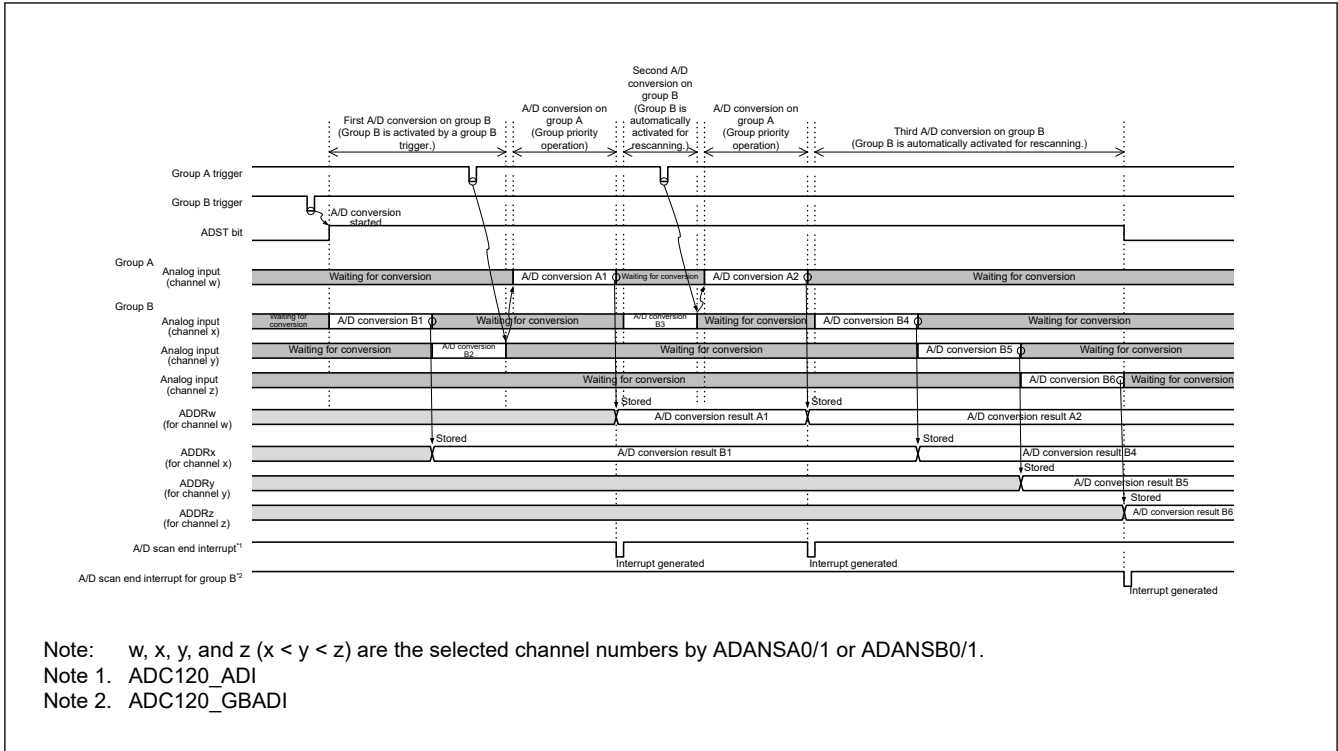 Second A/D
conversion on
group B
(Group B is
automatically
activated for
rescanning.)
First A/D conversion on group B
(Group B is activated by a group B
trigger.)
A/D conversion on
group A
(Group priority
operation)
A/D conversion on
group A
(Group priority
operation)
Third A/D conversion on group B
(Group B is automatically activated for rescanning.)
Group A trigger
Group B trigger
A/D conversion
started
ADST bit
Group A
Analog input
(channel w)
Waiting for conversion
A/D conversion A1
Waiting for conversion
A/D conversion A2
Waiting for conversion
Group B
Analog input
(channel x)
Waiting for
conversion
A/D conversion B1
Waiting for conversion
A/D conversion
B3
Waiting for conversion
A/D conversion B4
Waiting for conversion
Analog input
(channel y)
Waiting for conversion
A/D conversion
B2
Waiting for conversion
A/D conversion B5
Waiting for conversion
Analog input
(channel z)
Waiting for conversion
A/D conversion B6
Waiting for conversion
Stored
Stored
ADDRw
(for channel w)
A/D conversion result A1
A/D conversion result A2
Stored
Stored
ADDRx
(for channel x)
A/D conversion result B1
A/D conversion result B4
Stored
ADDRy
(for channel y)
A/D conversion result B5
Stored
ADDRz
(for channel z)
A/D conversion result B6
A/D scan end interrupt*1
Interrupt generated
Interrupt generated
A/D scan end interrupt for group B*2
Interrupt generated
Note: w, x, y, and z (x < y < z) are the selected channel numbers by ADANSA0/1 or ADANSB0/1.
Note 1. ADC120_ADI
Note 2. ADC120_GBADI